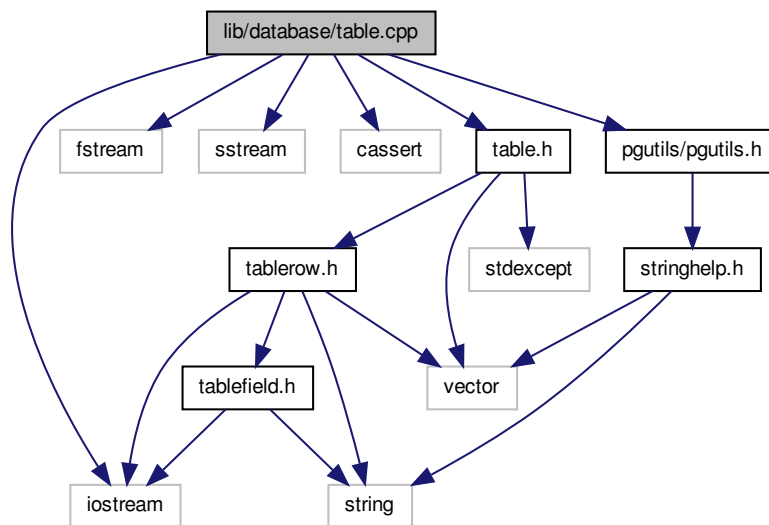 lib/database/table.cpp
fstream
sstream
cassert
table.h
pgutils/pgutils.h
tablerow.h
stdexcept
stringhelp.h
tablefield.h
vector
iostream
string